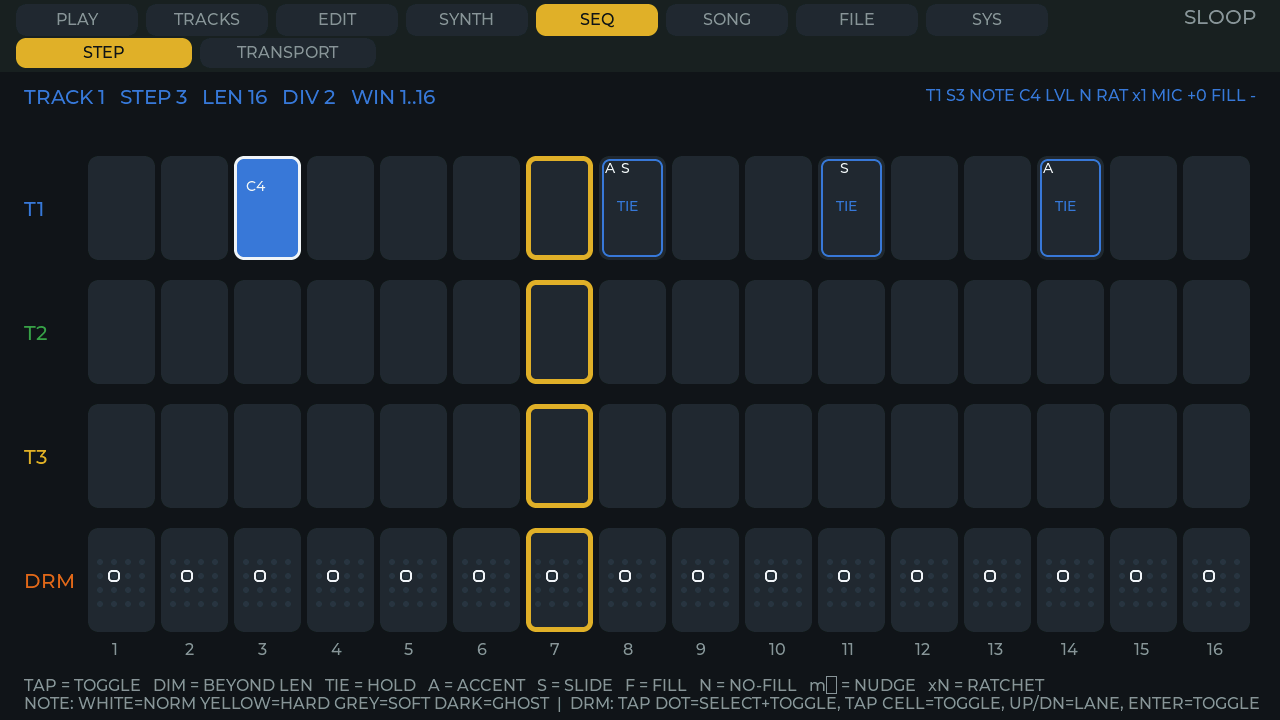 PLAY TRACKS EDIT SYNTH SEQ SONG FILE SYS SLOOP
STEP TRANSPORT
TRACK 1 STEP 3 LEN 16 DIV 2 WIN 1..16
T1 S3 NOTE C4 LVL N RAT x1 MIC +0 FILL -
A S S A
C4
T1 TIE TIE TIE
T2
T3
DRM
1 2 3 4 5 6 7 8 9 10 11 12 13 14 15 16
TAP = TOGGLE DIM = BEYOND LEN TIE = HOLD A = ACCENT S = SLIDE F = FILL N = NO-FILL m□ = NUDGE xN = RATCHET
NOTE: WHITE=NORM YELLOW=HARD GREY=SOFT DARK=GHOST | DRM: TAP DOT=SELECT+TOGGLE, TAP CELL=TOGGLE, UP/DN=LANE, ENTER=TOGGLE